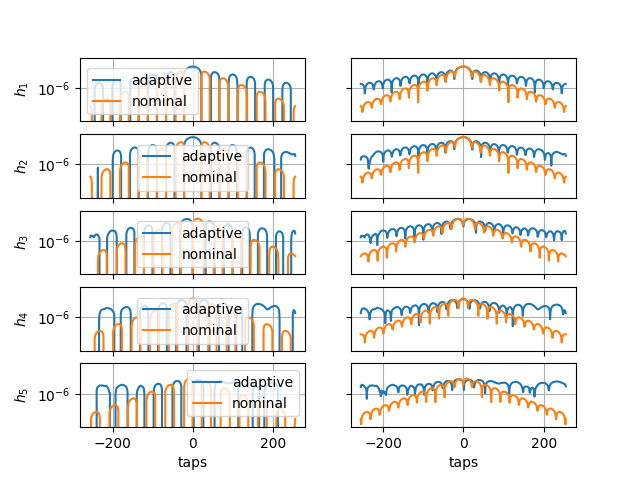 h₁
10⁻⁶
adaptive
nominal
h₂
10⁻⁶
adaptive
nominal
h₃
10⁻⁶
adaptive
nominal
h₄
10⁻⁶
adaptive
nominal
h₅
10⁻⁶
adaptive
nominal
−200 0 200 −200 0 200
taps taps